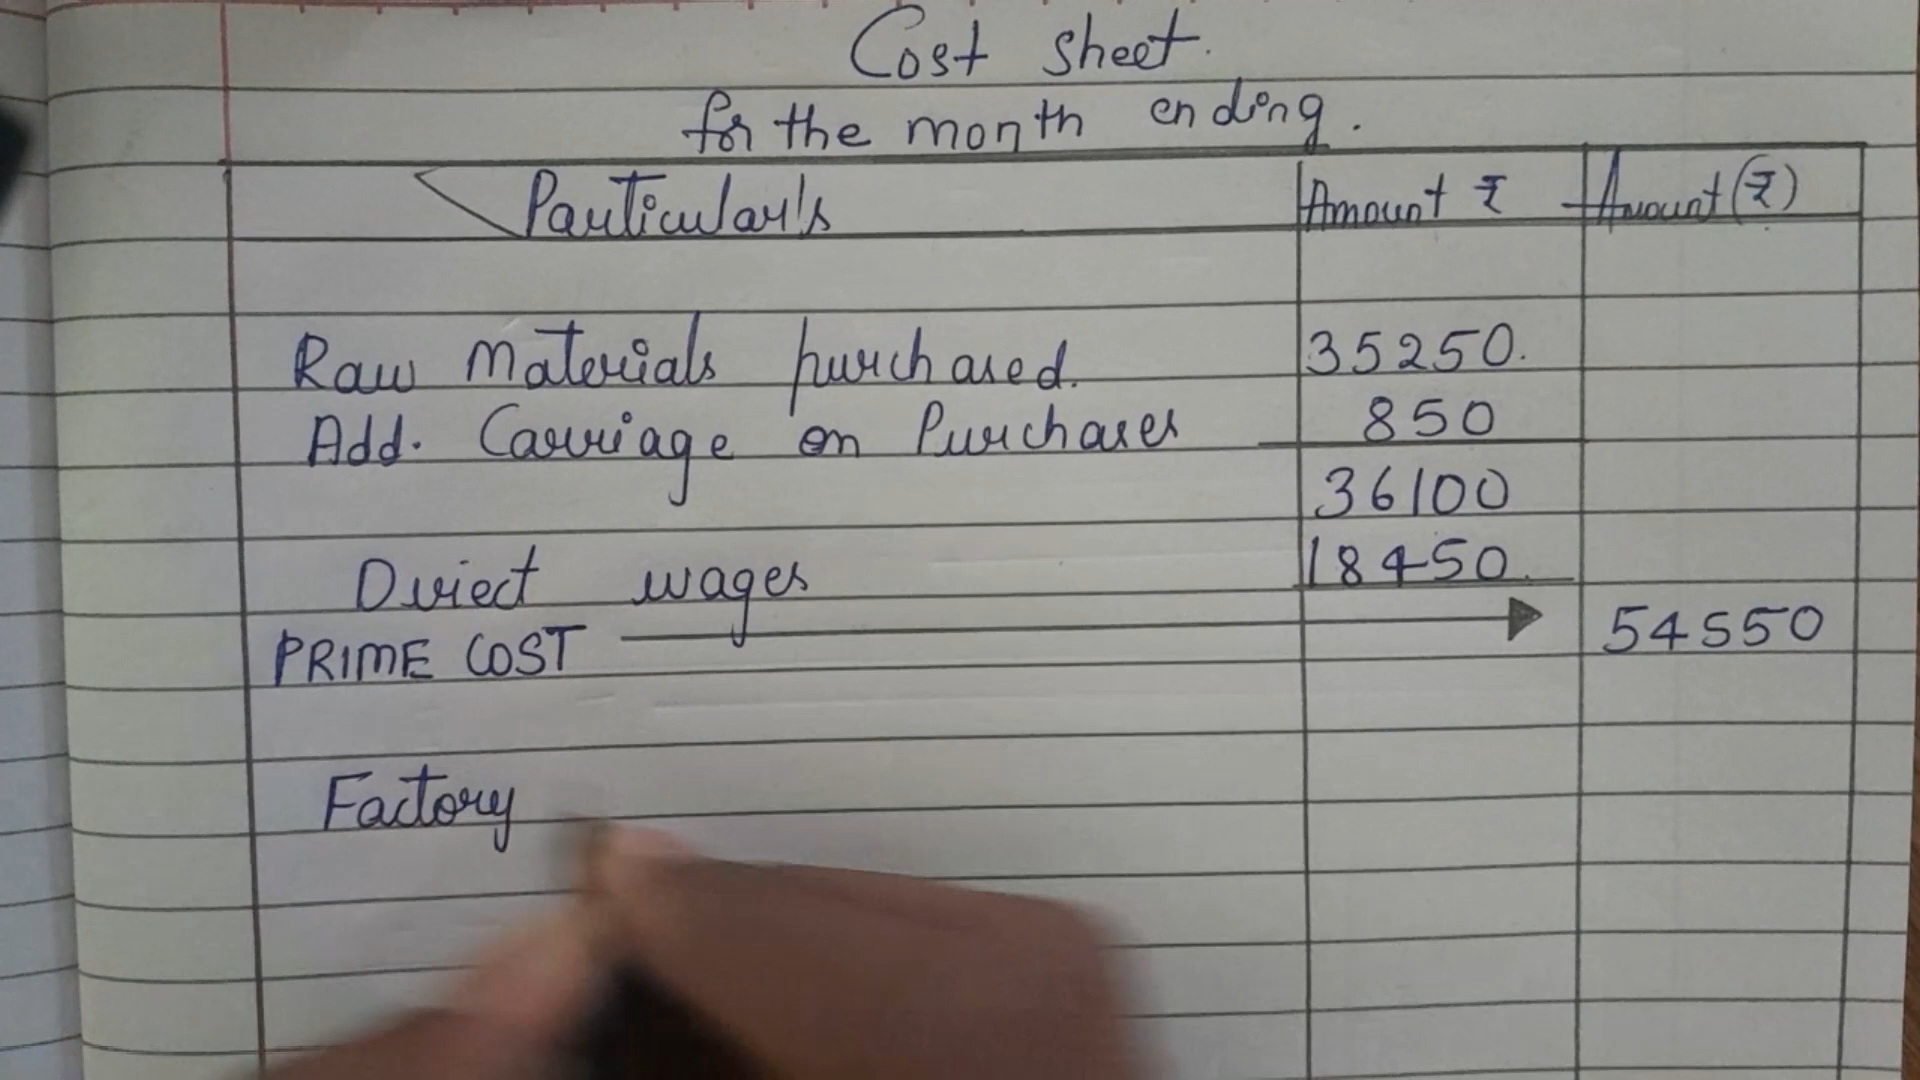 Cost Sheet.
for the month ending.
Particular's Amount ₹ Amount (₹)
Raw Materials purchased. 35250.
Add. Carriage on Purchases 850
36100
Direct wages 18450.
PRIME COST 54550
Factory